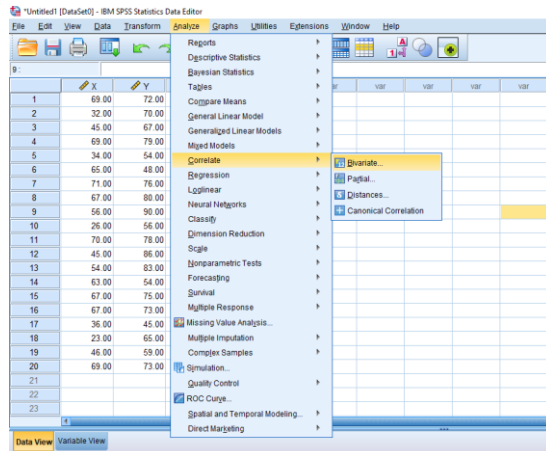 *Untitled1 [DataSet0] - IBM SPSS Statistics Data Editor
File Edit View Data Transform Analyze Graphs Utilities Extensions Window Help
9 :
X Y var var var var var
1 69.00 72.00
2 32.00 70.00
3 45.00 67.00
4 69.00 79.00
5 34.00 54.00
6 65.00 48.00
7 71.00 76.00
8 67.00 80.00
9 56.00 90.00
10 26.00 56.00
11 70.00 78.00
12 45.00 86.00
13 54.00 83.00
14 63.00 54.00
15 67.00 75.00
16 67.00 73.00
17 36.00 45.00
18 23.00 65.00
19 46.00 59.00
20 69.00 73.00
21
22
23
Reports
Descriptive Statistics
Bayesian Statistics
Tables
Compare Means
General Linear Model
Generalized Linear Models
Mixed Models
Correlate
Regression
Loglinear
Neural Networks
Classify
Dimension Reduction
Scale
Nonparametric Tests
Forecasting
Survival
Multiple Response
Missing Value Analysis...
Multiple Imputation
Complex Samples
Simulation...
Quality Control
ROC Curve...
Spatial and Temporal Modeling...
Direct Marketing
Bivariate...
Partial...
Distances...
Canonical Correlation
Data View Variable View